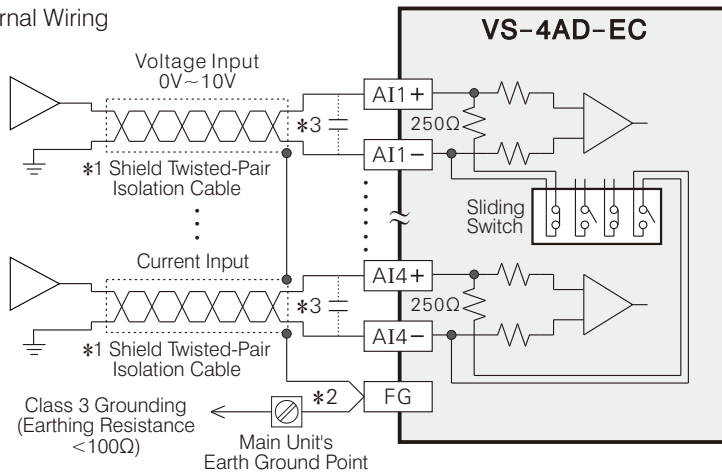 rnal Wiring
VS-4AD-EC
Voltage Input
0V~10V
AI1+
*3
250Ω
AI1-
*1 Shield Twisted-Pair
Isolation Cable
Sliding
Switch
Current Input
AI4+
*3
250Ω
AI4-
*1 Shield Twisted-Pair
Isolation Cable
*2
FG
Class 3 Grounding
(Earthing Resistance
<100Ω)
Main Unit's
Earth Ground Point